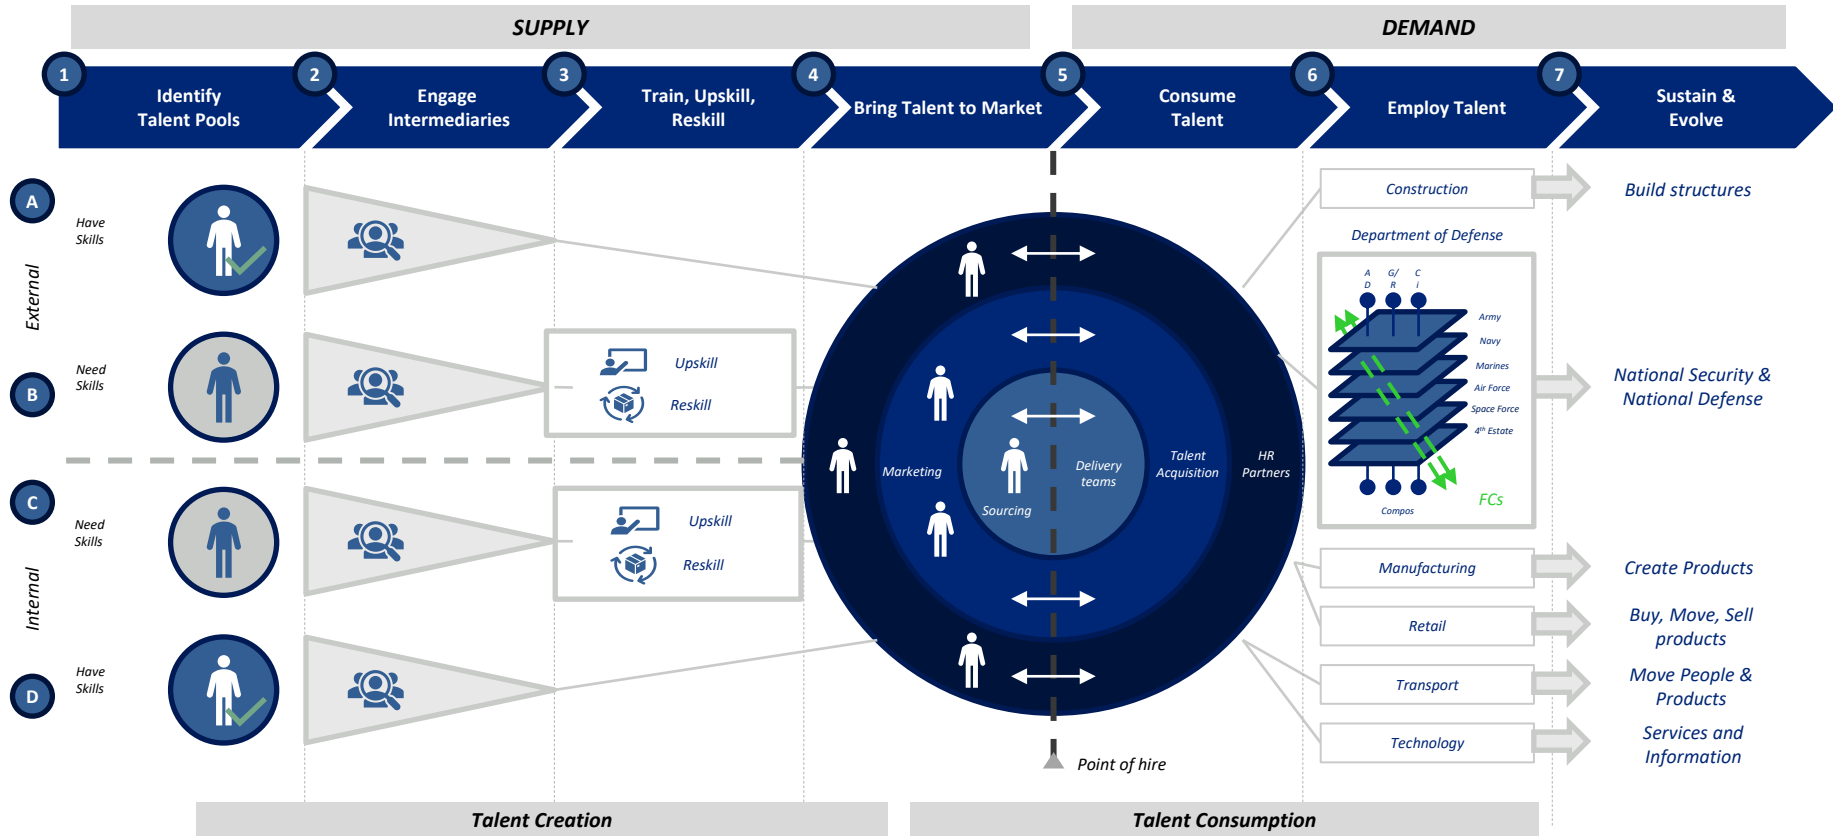 SUPPLY
DEMAND
1
2
3
4
5
6
7
Identify
Talent Pools
Engage
Intermediaries
Train, Upskill,
Reskill
Bring Talent to Market
Consume
Talent
Employ Talent
Sustain &
Evolve
A
Have
Skills
External
B
Need
Skills
Upskill
Reskill
C
Need
Skills
Upskill
Reskill
Internal
D
Have
Skills
Marketing
Sourcing
Delivery
teams
Talent
Acquisition
HR
Partners
Point of hire
Construction
Build structures
Department of Defense
A
D
G/
R
C
i
Army
Navy
Marines
Air Force
Space Force
4th Estate
FCs
Compos
National Security &
National Defense
Manufacturing
Create Products
Retail
Buy, Move, Sell
products
Transport
Move People &
Products
Technology
Services and
Information
Talent Creation
Talent Consumption